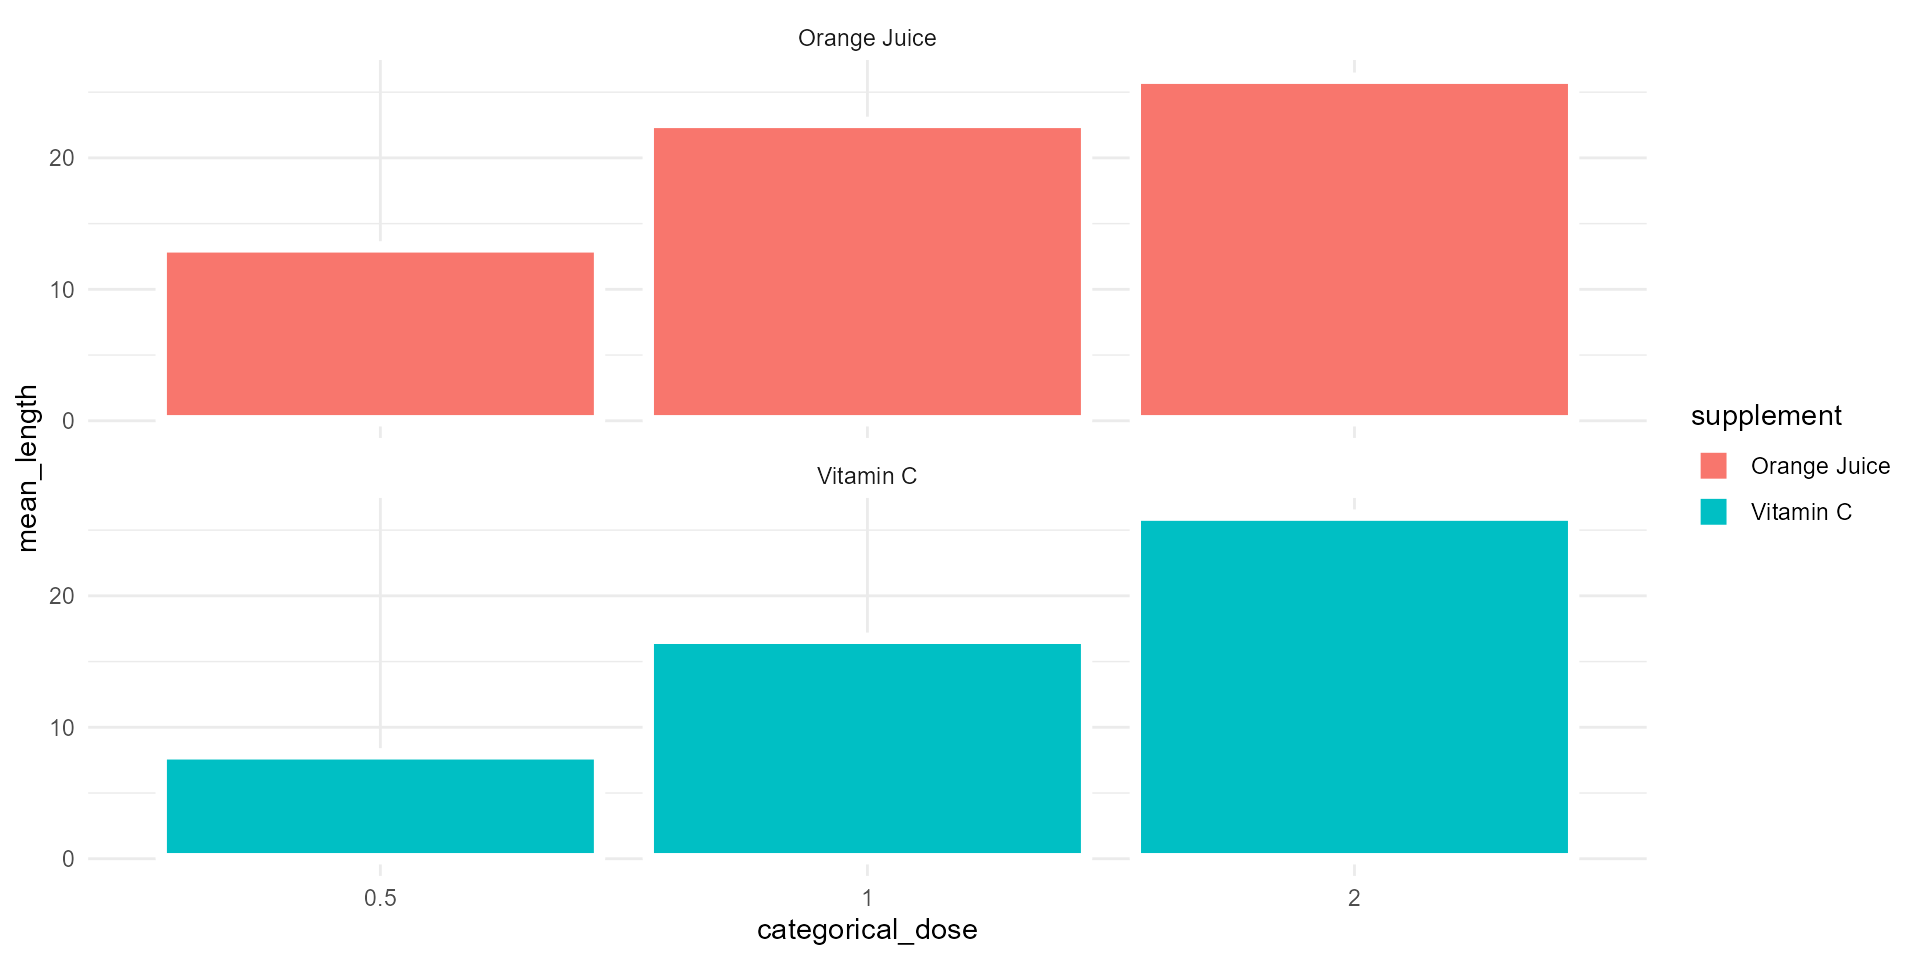 Orange Juice
20
10
0
Vitamin C
20
10
0
0.5
1
2
categorical_dose
mean_length
supplement
Orange Juice
Vitamin C